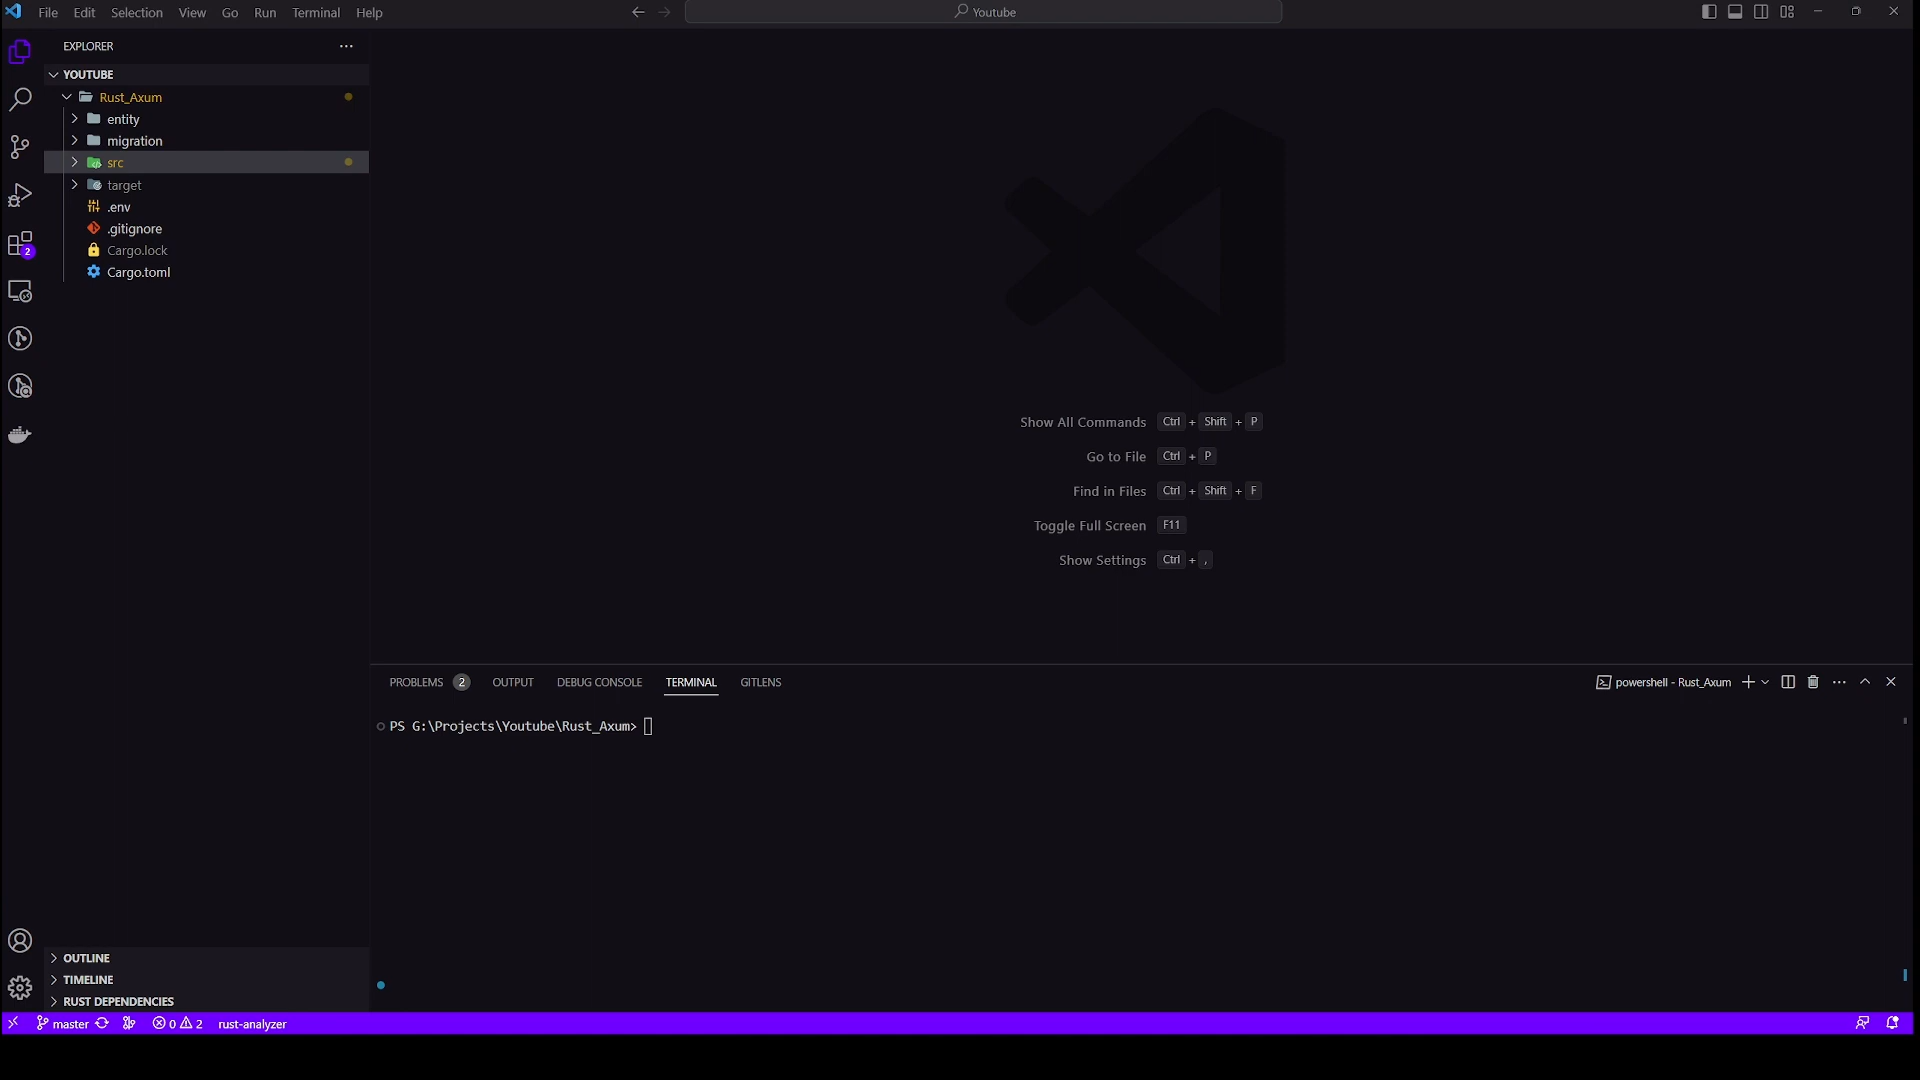 File Edit Selection View Go Run Terminal Help
Youtube
EXPLORER
YOUTUBE
Rust_Axum
entity
migration
src
target
.env
.gitignore
Cargo.lock
Cargo.toml
2
Show All Commands Ctrl + Shift + P
Go to File Ctrl + P
Find in Files Ctrl + Shift + F
Toggle Full Screen F11
Show Settings Ctrl + ,
PROBLEMS 2 OUTPUT DEBUG CONSOLE TERMINAL GITLENS
powershell - Rust_Axum
PS G:\Projects\Youtube\Rust_Axum>
OUTLINE
TIMELINE
RUST DEPENDENCIES
master 0 2 rust-analyzer